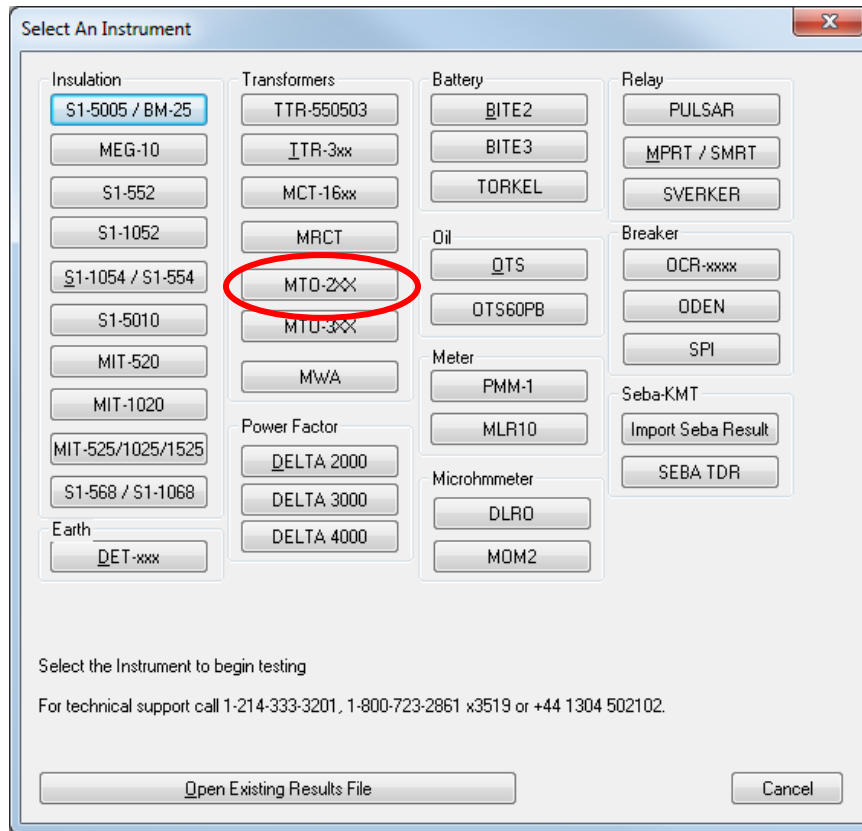 Select An Instrument
Insulation
S1-5005 / BM-25
MEG-10
S1-552
S1-1052
S1-1054 / S1-554
S1-5010
MIT-520
MIT-1020
MIT-525/1025/1525
S1-568 / S1-1068
Earth
DET-xxx
Transformers
TTR-550503
TTR-3xx
MCT-16xx
MRCT
MTO-2XX
MTO-3XX
MWA
Power Factor
DELTA 2000
DELTA 3000
DELTA 4000
Battery
BITE2
BITE3
TORKEL
Oil
OTS
OTS60PB
Meter
PMM-1
MLR10
Microhmmeter
DLRO
MOM2
Relay
PULSAR
MPRT / SMRT
SVERKER
Breaker
OCR-xxxx
ODEN
SPI
Seba-KMT
Import Seba Result
SEBA TDR
Select the Instrument to begin testing
For technical support call 1-214-333-3201, 1-800-723-2861 x3519 or +44 1304 502102.
Open Existing Results File
Cancel